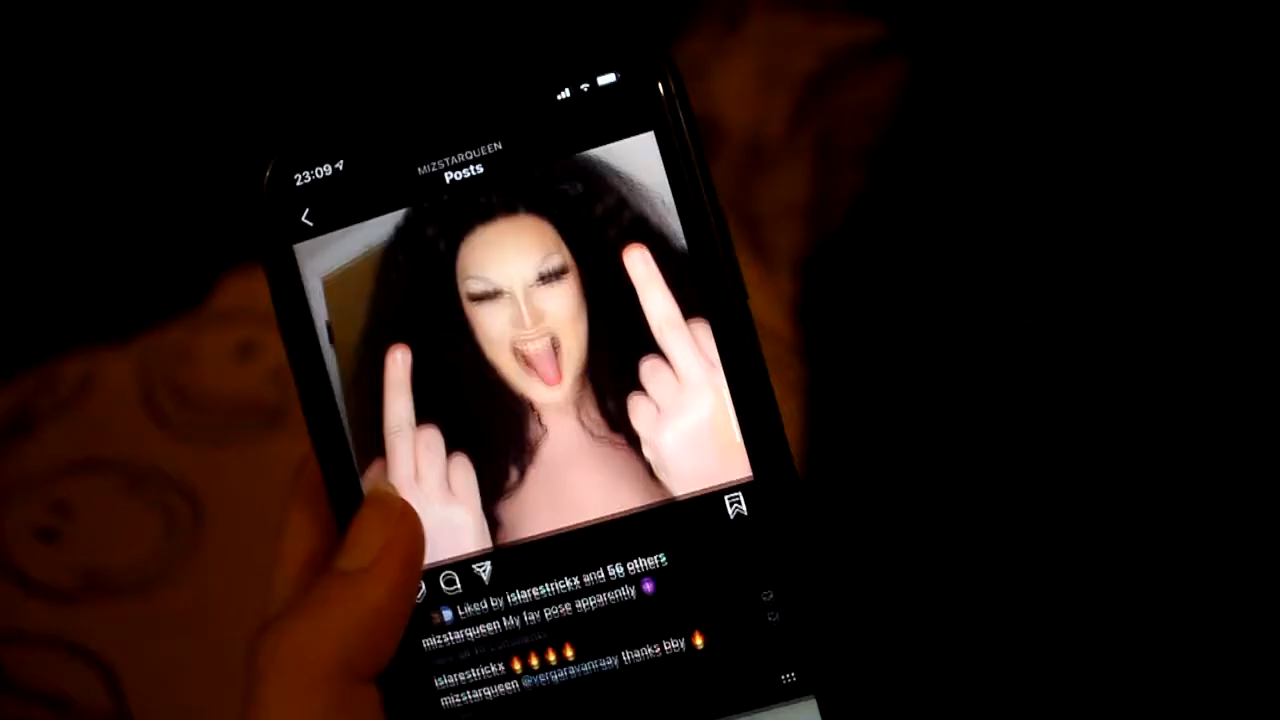 23:09
MIZSTARQUEEN
Posts
Liked by islarestrickx and 56 others
mizstarqueen My fav pose apparently
islarestrickx 🔥🔥🔥🔥
mizstarqueen @vergaravanraay thanks bby 🔥